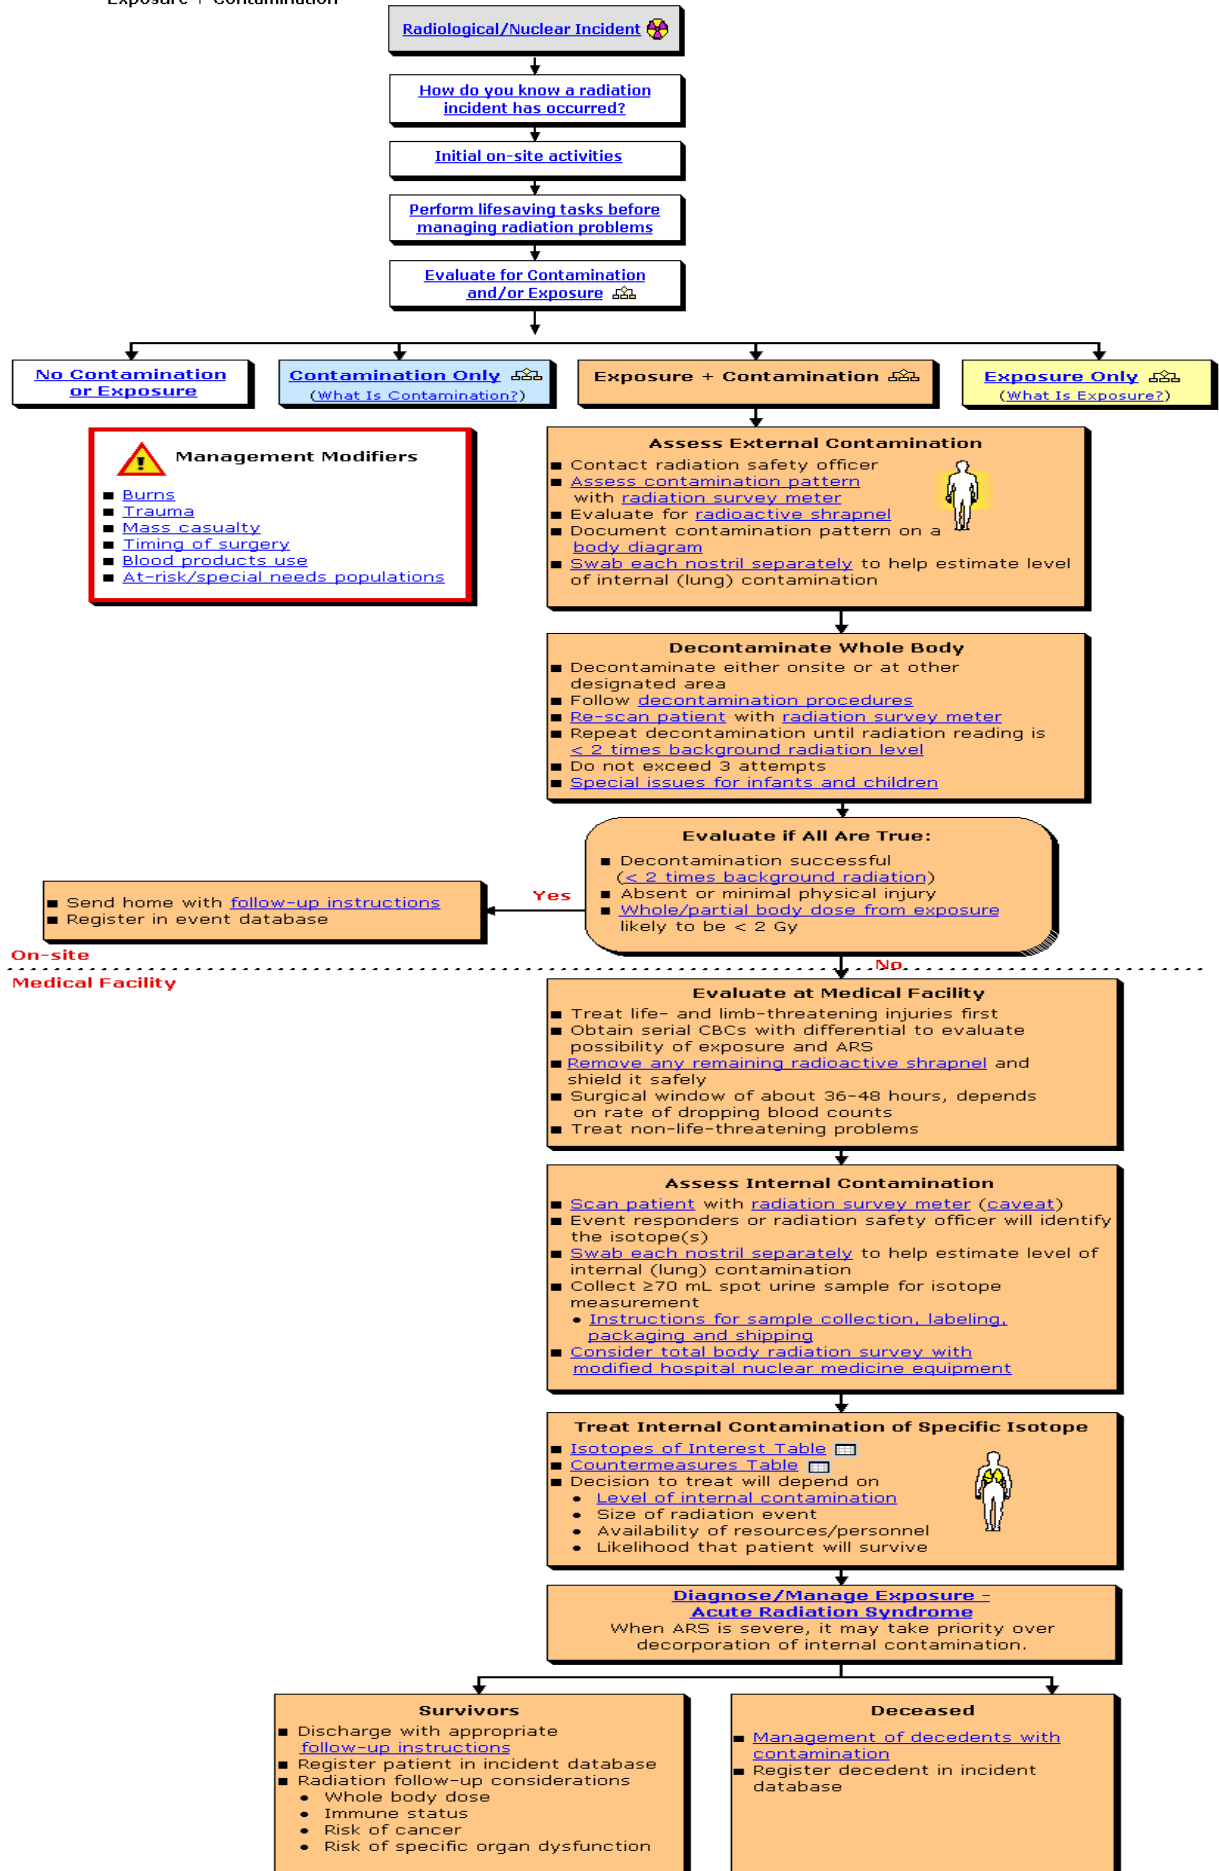 Exposure + Contamination
Radiological/Nuclear Incident
How do you know a radiation
incident has occurred?
Initial on-site activities
Perform lifesaving tasks before
managing radiation problems
Evaluate for Contamination
and/or Exposure
No Contamination
or Exposure
Contamination Only
(What Is Contamination?)
Exposure + Contamination
Exposure Only
(What Is Exposure?)
Management Modifiers
■ Burns
■ Trauma
■ Mass casualty
■ Timing of surgery
■ Blood products use
■ At-risk/special needs populations
Assess External Contamination
■ Contact radiation safety officer
■ Assess contamination pattern
with radiation survey meter
■ Evaluate for radioactive shrapnel
■ Document contamination pattern on a
body diagram
■ Swab each nostril separately to help estimate level
of internal (lung) contamination
Decontaminate Whole Body
■ Decontaminate either onsite or at other
designated area
■ Follow decontamination procedures
■ Re-scan patient with radiation survey meter
■ Repeat decontamination until radiation reading is
< 2 times background radiation level
■ Do not exceed 3 attempts
■ Special issues for infants and children
Evaluate if All Are True:
■ Decontamination successful
(< 2 times background radiation)
■ Absent or minimal physical injury
■ Whole/partial body dose from exposure
likely to be < 2 Gy
Yes
■ Send home with follow-up instructions
■ Register in event database
On-site
No
Medical Facility
Evaluate at Medical Facility
■ Treat life- and limb-threatening injuries first
■ Obtain serial CBCs with differential to evaluate
possibility of exposure and ARS
■ Remove any remaining radioactive shrapnel and
shield it safely
■ Surgical window of about 36-48 hours, depends
on rate of dropping blood counts
■ Treat non-life-threatening problems
Assess Internal Contamination
■ Scan patient with radiation survey meter (caveat)
■ Event responders or radiation safety officer will identify
the isotope(s)
■ Swab each nostril separately to help estimate level of
internal (lung) contamination
■ Collect ≥70 mL spot urine sample for isotope
measurement
• Instructions for sample collection, labeling,
packaging and shipping
■ Consider total body radiation survey with
modified hospital nuclear medicine equipment
Treat Internal Contamination of Specific Isotope
■ Isotopes of Interest Table
■ Countermeasures Table
■ Decision to treat will depend on
• Level of internal contamination
• Size of radiation event
• Availability of resources/personnel
• Likelihood that patient will survive
Diagnose/Manage Exposure -
Acute Radiation Syndrome
When ARS is severe, it may take priority over
decorporation of internal contamination.
Survivors
■ Discharge with appropriate
follow-up instructions
■ Register patient in incident database
■ Radiation follow-up considerations
• Whole body dose
• Immune status
• Risk of cancer
• Risk of specific organ dysfunction
Deceased
■ Management of decedents with
contamination
■ Register decedent in incident
database